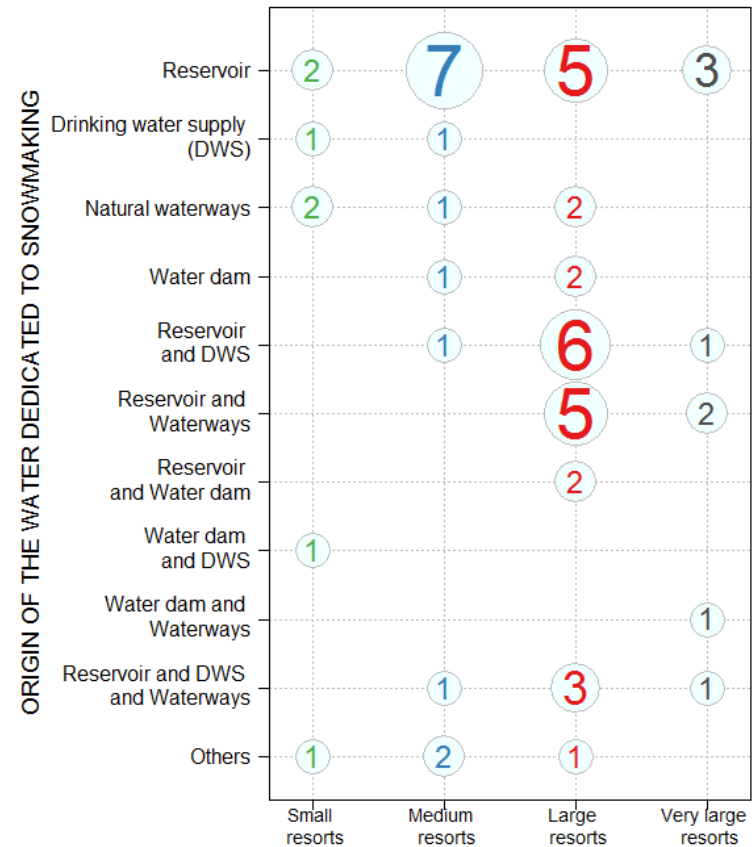 ORIGIN OF THE WATER DEDICATED TO SNOWMAKING
Reservoir 2 7 5 3
Drinking water supply
(DWS) 1 1
Natural waterways 2 1 2
Water dam 1 2
Reservoir
and DWS 1 6 1
Reservoir and
Waterways 5 2
Reservoir
and Water dam 2
Water dam
and DWS 1
Water dam and
Waterways 1
Reservoir and DWS
and Waterways 1 3 1
Others 1 2 1
Small Medium Large Very large
resorts resorts resorts resorts